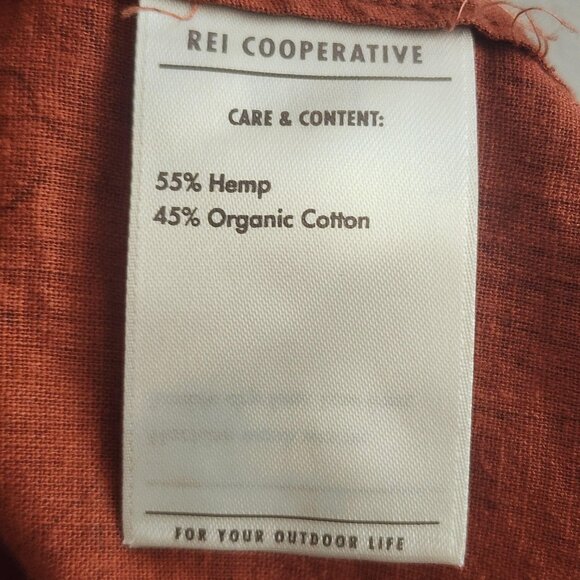 REI COOPERATIVE
CARE & CONTENT:
55% Hemp
45% Organic Cotton
FOR YOUR OUTDOOR LIFE